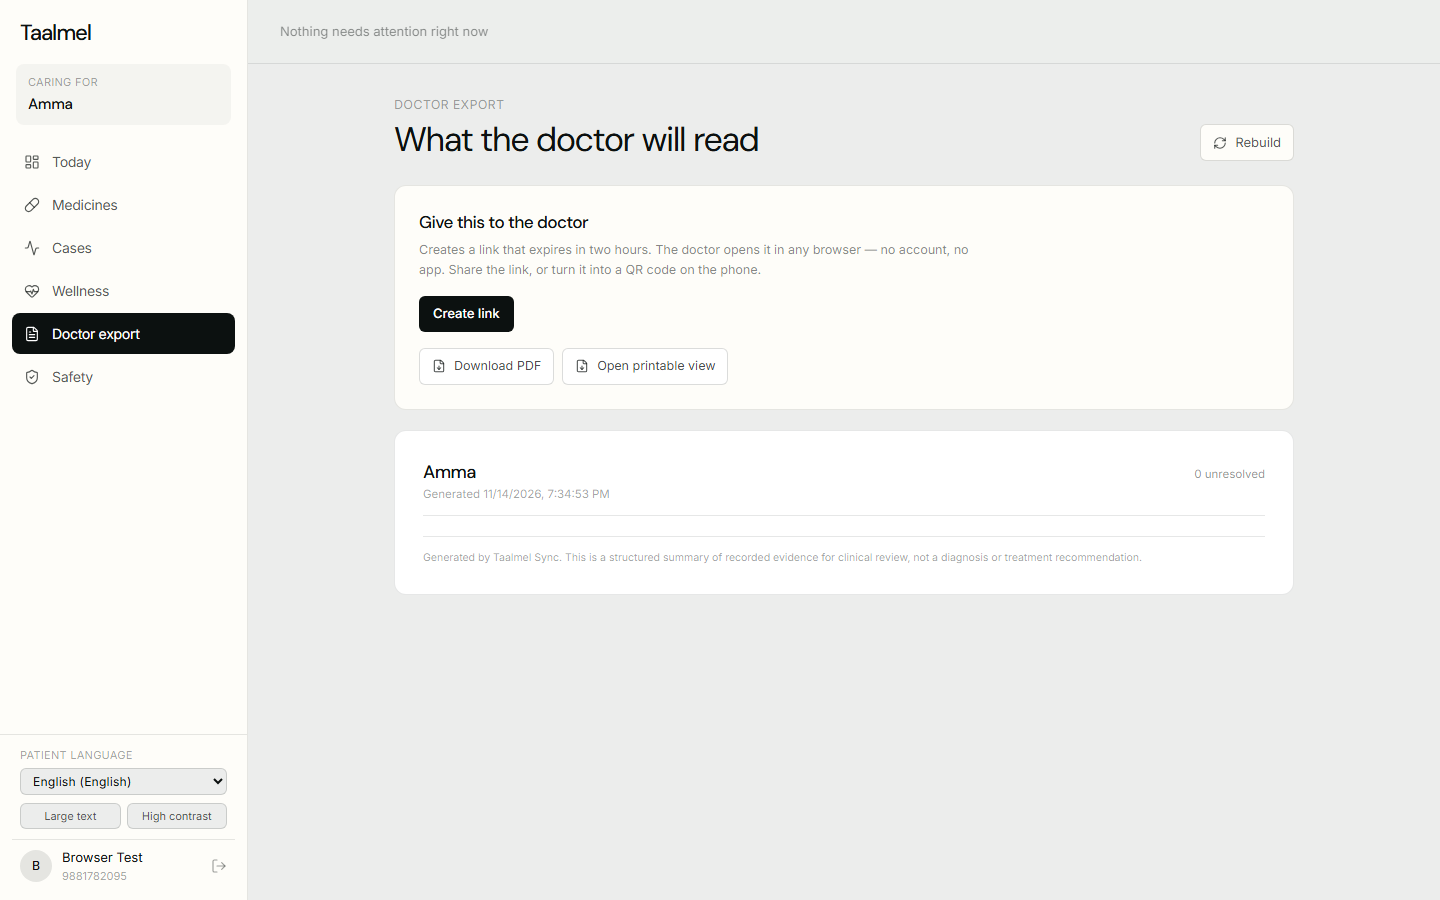 Taalmel
CARING FOR
Amma
Today
Medicines
Cases
Wellness
Doctor export
Safety
PATIENT LANGUAGE
English (English)
Large text
High contrast
B
Browser Test
9881782095
Nothing needs attention right now
DOCTOR EXPORT
What the doctor will read
Rebuild
Give this to the doctor
Creates a link that expires in two hours. The doctor opens it in any browser — no account, no
app. Share the link, or turn it into a QR code on the phone.
Create link
Download PDF
Open printable view
Amma
0 unresolved
Generated 11/14/2026, 7:34:53 PM
Generated by Taalmel Sync. This is a structured summary of recorded evidence for clinical review, not a diagnosis or treatment recommendation.